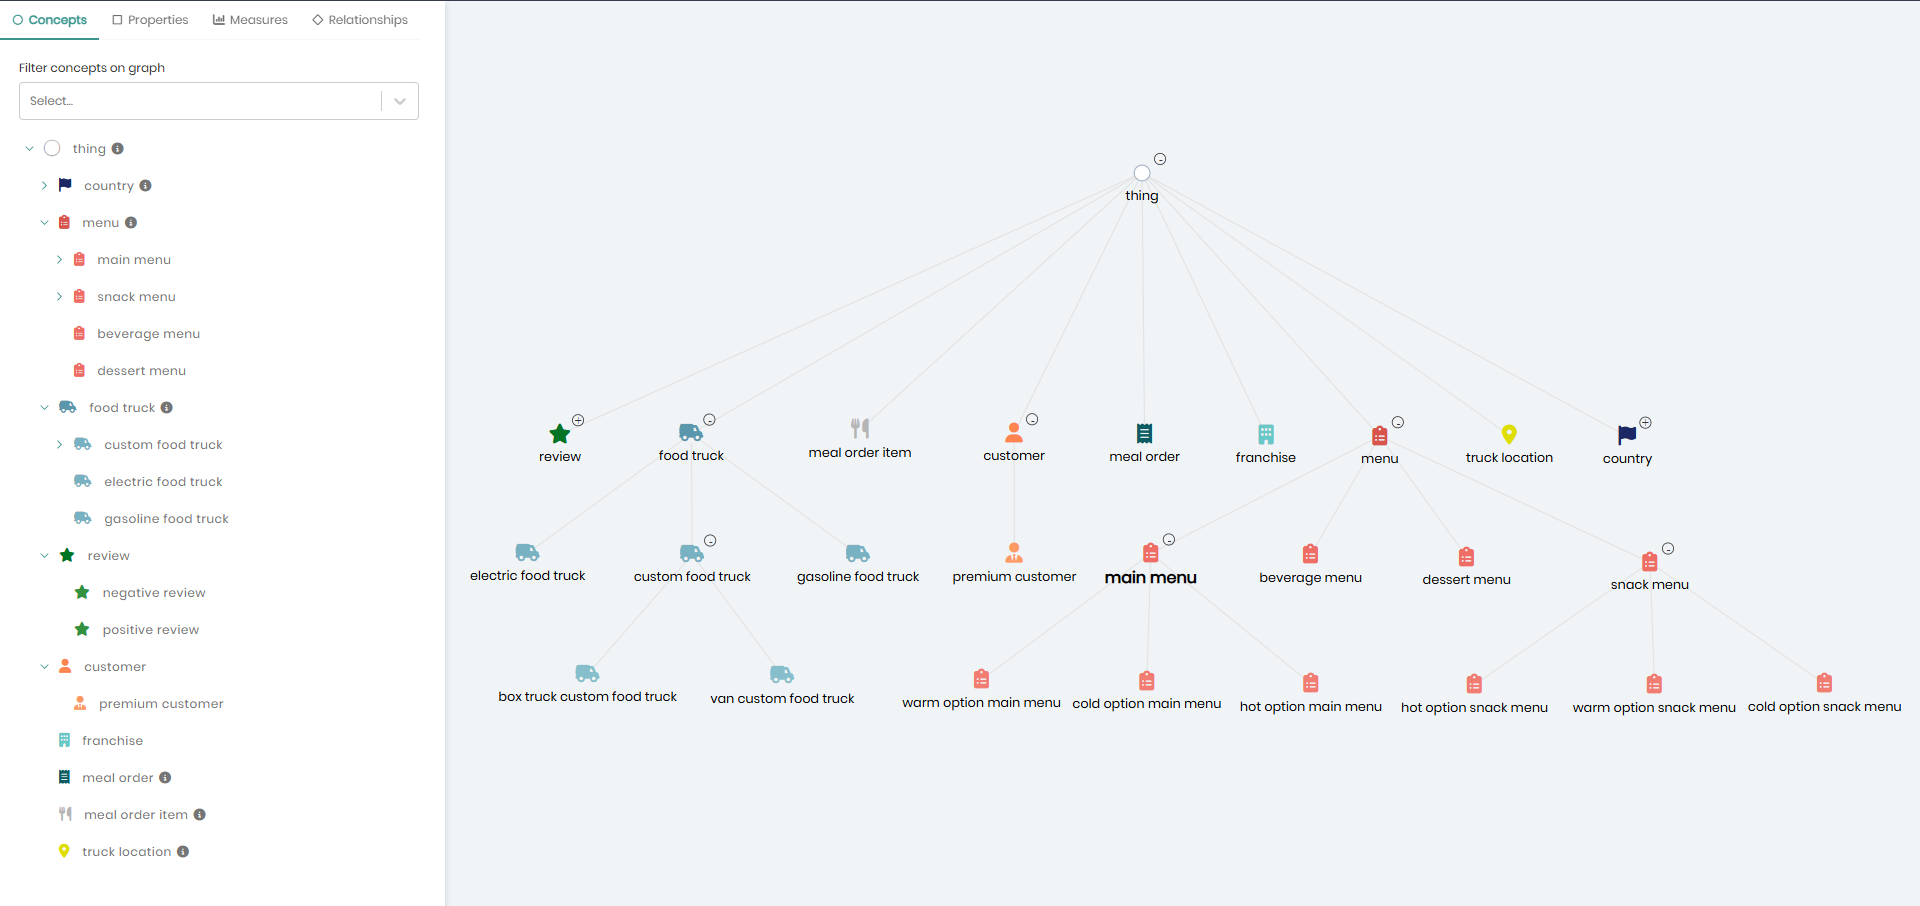 Concepts Properties Measures Relationships
Filter concepts on graph
Select...
thing
country
menu
main menu
snack menu
beverage menu
dessert menu
food truck
custom food truck
electric food truck
gasoline food truck
review
negative review
positive review
customer
premium customer
franchise
meal order
meal order item
truck location
thing
review food truck meal order item customer meal order franchise menu truck location country
electric food truck custom food truck gasoline food truck premium customer main menu beverage menu dessert menu snack menu
box truck custom food truck van custom food truck warm option main menu cold option main menu hot option main menu hot option snack menu warm option snack menu cold option snack menu